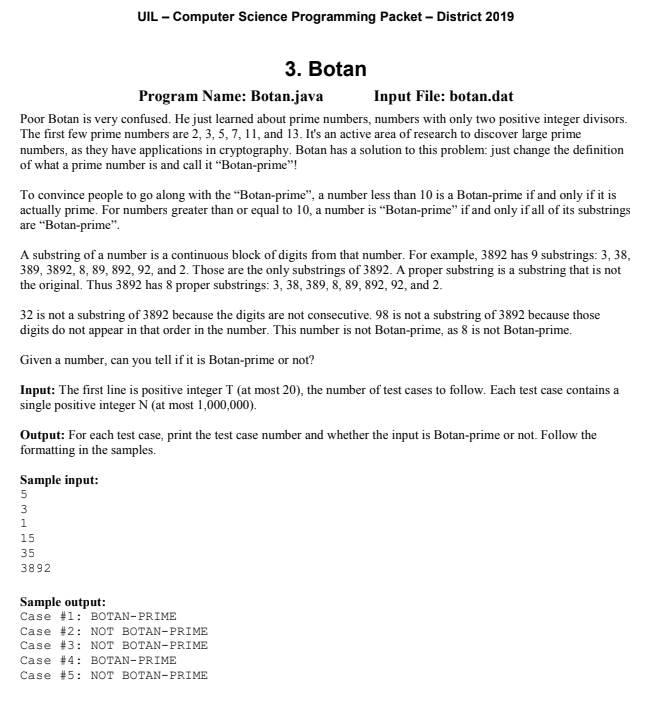 UIL – Computer Science Programming Packet – District 2019
3. Botan
Program Name: Botan.java Input File: botan.dat
Poor Botan is very confused. He just learned about prime numbers, numbers with only two positive integer divisors.
The first few prime numbers are 2, 3, 5, 7, 11, and 13. It's an active area of research to discover large prime
numbers, as they have applications in cryptography. Botan has a solution to this problem: just change the definition
of what a prime number is and call it “Botan-prime”!
To convince people to go along with the “Botan-prime”, a number less than 10 is a Botan-prime if and only if it is
actually prime. For numbers greater than or equal to 10, a number is “Botan-prime” if and only if all of its substrings
are “Botan-prime”.
A substring of a number is a continuous block of digits from that number. For example, 3892 has 9 substrings: 3, 38,
389, 3892, 8, 89, 892, 92, and 2. Those are the only substrings of 3892. A proper substring is a substring that is not
the original. Thus 3892 has 8 proper substrings: 3, 38, 389, 8, 89, 892, 92, and 2.
32 is not a substring of 3892 because the digits are not consecutive. 98 is not a substring of 3892 because those
digits do not appear in that order in the number. This number is not Botan-prime, as 8 is not Botan-prime.
Given a number, can you tell if it is Botan-prime or not?
Input: The first line is positive integer T (at most 20), the number of test cases to follow. Each test case contains a
single positive integer N (at most 1,000,000).
Output: For each test case, print the test case number and whether the input is Botan-prime or not. Follow the
formatting in the samples.
Sample input:
5
3
1
15
35
3892
Sample output:
Case #1: BOTAN-PRIME
Case #2: NOT BOTAN-PRIME
Case #3: NOT BOTAN-PRIME
Case #4: BOTAN-PRIME
Case #5: NOT BOTAN-PRIME